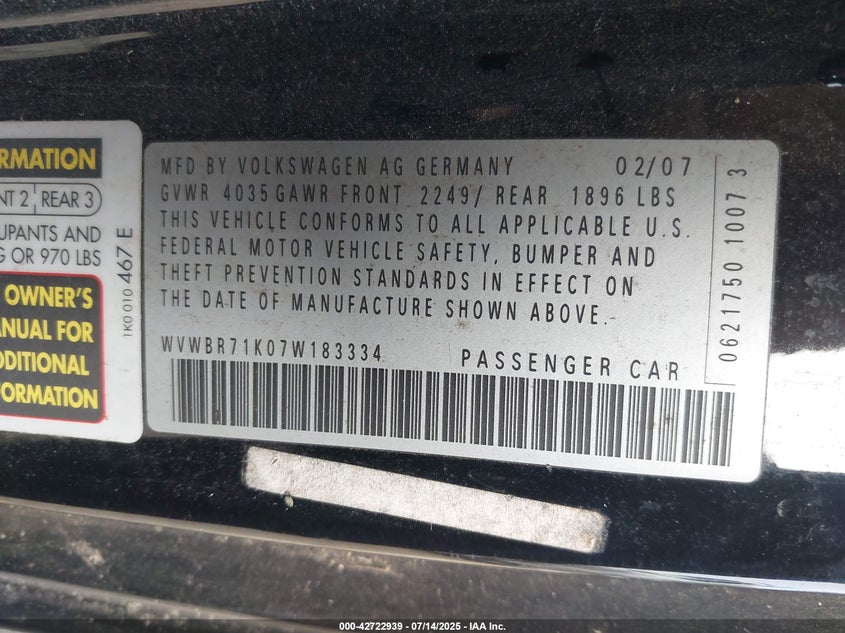 RMATION
NT 2 REAR 3
UPANTS AND
G OR 970 LBS
OWNER'S
ANUAL FOR
DDITIONAL
FORMATION
1K0 010 467 E
MFD BY VOLKSWAGEN AG GERMANY 02/07
GVWR 4035 GAWR FRONT 2249/ REAR 1896 LBS
THIS VEHICLE CONFORMS TO ALL APPLICABLE U.S.
FEDERAL MOTOR VEHICLE SAFETY, BUMPER AND
THEFT PREVENTION STANDARDS IN EFFECT ON
THE DATE OF MANUFACTURE SHOWN ABOVE.
WVWBR71K07W183334 PASSENGER CAR
0621750 1007 3
000-42722939 - 07/14/2025 - IAA Inc.